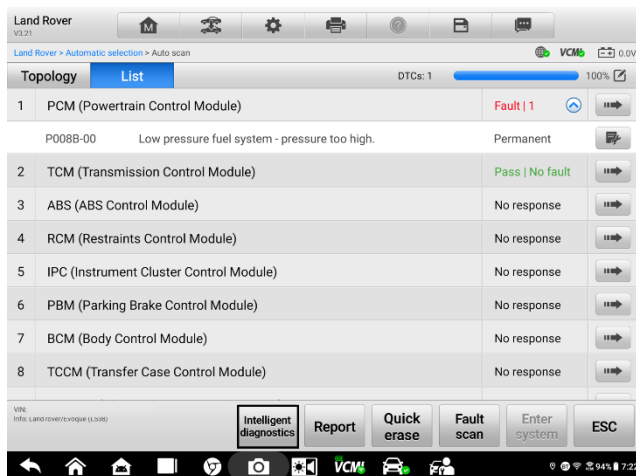 Land Rover
V3.21
M
?
Land Rover > Automatic selection > Auto scan
VCMI
0.0V
Topology
List
DTCs: 1
100%
1 PCM (Powertrain Control Module) Fault | 1
P008B-00 Low pressure fuel system - pressure too high. Permanent
2 TCM (Transmission Control Module) Pass | No fault
3 ABS (ABS Control Module) No response
4 RCM (Restraints Control Module) No response
5 IPC (Instrument Cluster Control Module) No response
6 PBM (Parking Brake Control Module) No response
7 BCM (Body Control Module) No response
8 TCCM (Transfer Case Control Module) No response
VIN:
Info: Land rover/Evoque (L538)
Intelligent
diagnostics
Report
Quick
erase
Fault
scan
Enter
system
ESC
VCMI
94% 7:22